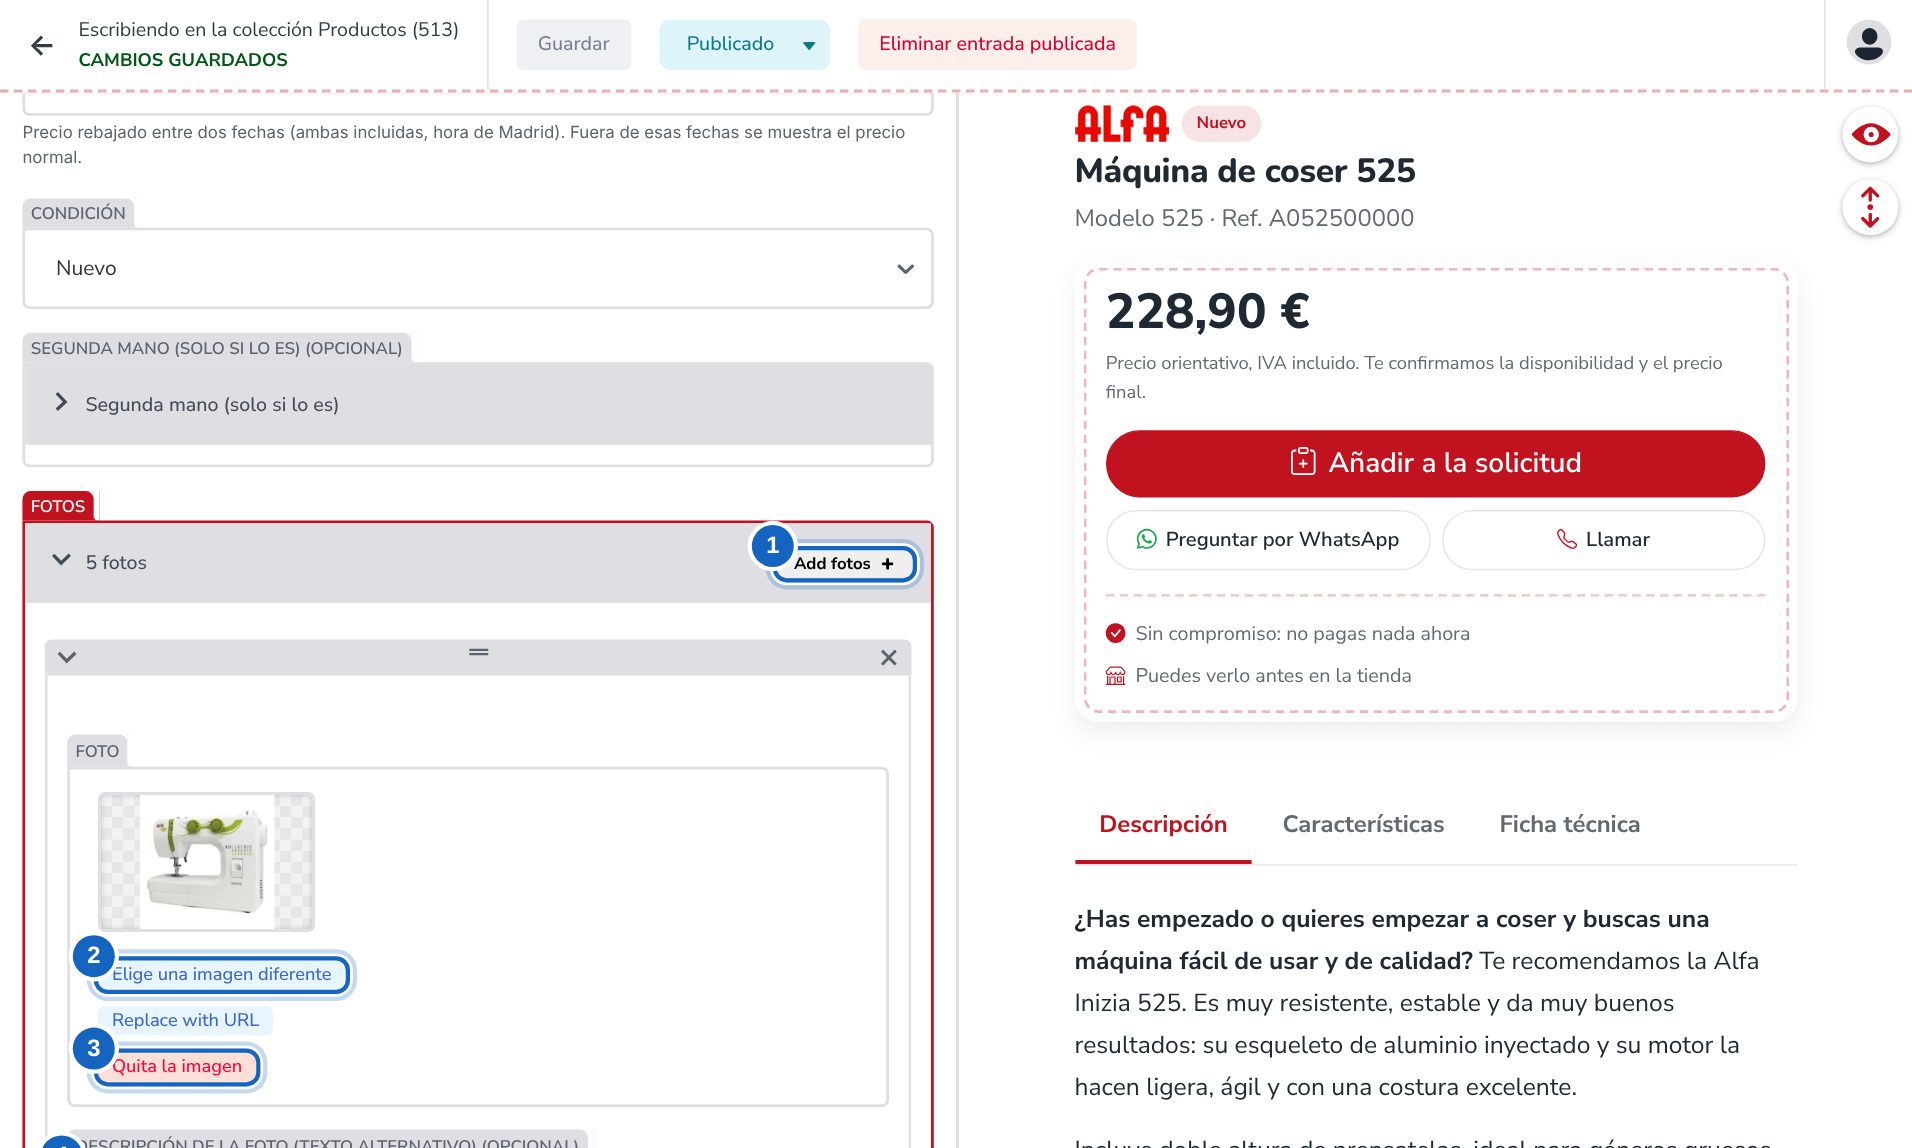 Escribiendo en la colección Productos (513)
CAMBIOS GUARDADOS
Guardar
Publicado
Eliminar entrada publicada
Precio rebajado entre dos fechas (ambas incluidas, hora de Madrid). Fuera de esas fechas se muestra el precio
normal.
CONDICIÓN
Nuevo
SEGUNDA MANO (SOLO SI LO ES) (OPCIONAL)
Segunda mano (solo si lo es)
FOTOS
5 fotos
1
Add fotos +
FOTO
2
Elige una imagen diferente
Replace with URL
3
Quita la imagen
DESCRIPCIÓN DE LA FOTO (TEXTO ALTERNATIVO) (OPCIONAL)
ALFA
Nuevo
Máquina de coser 525
Modelo 525 · Ref. A052500000
228,90 €
Precio orientativo, IVA incluido. Te confirmamos la disponibilidad y el precio
final.
Añadir a la solicitud
Preguntar por WhatsApp
Llamar
Sin compromiso: no pagas nada ahora
Puedes verlo antes en la tienda
Descripción
Características
Ficha técnica
¿Has empezado o quieres empezar a coser y buscas una
máquina fácil de usar y de calidad? Te recomendamos la Alfa
Inizia 525. Es muy resistente, estable y da muy buenos
resultados: su esqueleto de aluminio inyectado y su motor la
hacen ligera, ágil y con una costura excelente.